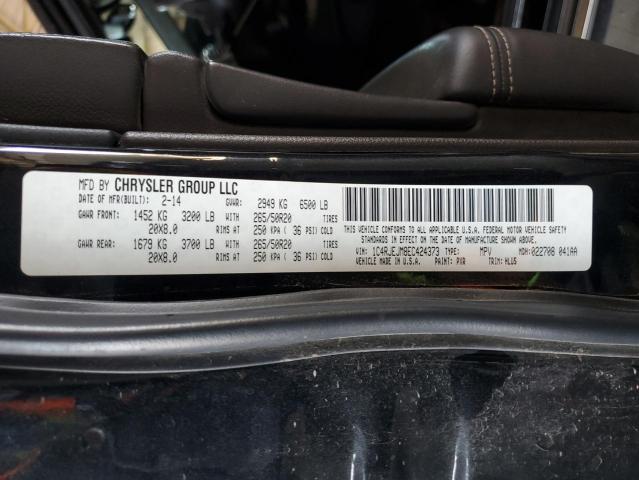 MFD BY CHRYSLER GROUP LLC
DATE OF MFR(BUILT): 2-14 GVWR: 2949 KG 6500 LB
GAWR FRONT: 1452 KG 3200 LB WITH 265/50R20 TIRES
20X8.0 RIMS AT 250 KPA ( 36 PSI) COLD
GAWR REAR: 1679 KG 3700 LB WITH 265/50R20 TIRES
20X8.0 RIMS AT 250 KPA ( 36 PSI) COLD
THIS VEHICLE CONFORMS TO ALL APPLICABLE U.S.A. FEDERAL MOTOR VEHICLE SAFETY
STANDARDS IN EFFECT ON THE DATE OF MANUFACTURE SHOWN ABOVE.
VIN: 1C4RJEJM8EC424373 TYPE: MPV MDH: 022708 041AA
VEHICLE MADE IN U.S.A. PAINT: PXR TRIM: HLUS